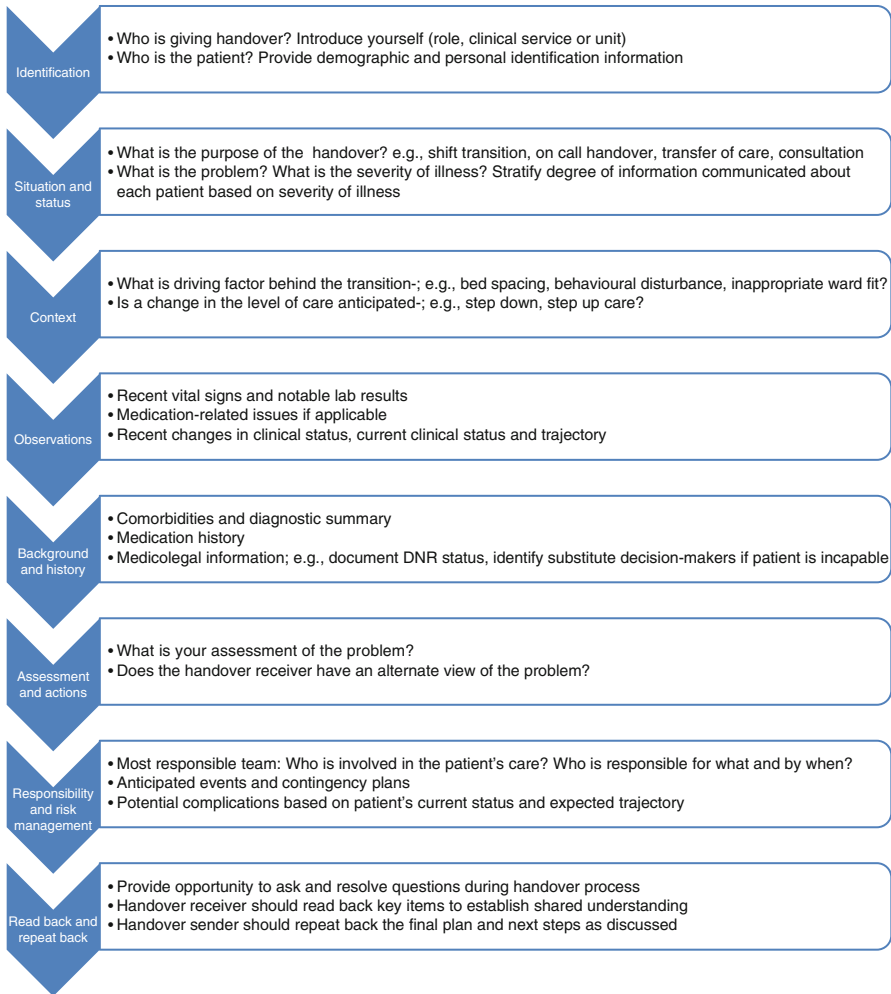 Identification
• Who is giving handover? Introduce yourself (role, clinical service or unit)
• Who is the patient? Provide demographic and personal identification information
Situation and
status
• What is the purpose of the  handover? e.g., shift transition, on call handover, transfer of care, consultation
• What is the problem? What is the severity of illness? Stratify degree of information communicated about
each patient based on severity of illness
Context
• What is driving factor behind the transition-; e.g., bed spacing, behavioural disturbance, inappropriate ward fit?
• Is a change in the level of care anticipated-; e.g., step down, step up care?
Observations
• Recent vital signs and notable lab results
• Medication-related issues if applicable
• Recent changes in clinical status, current clinical status and trajectory
Background
and history
• Comorbidities and diagnostic summary
• Medication history
• Medicolegal information; e.g., document DNR status, identify substitute decision-makers if patient is incapable
Assessment
and actions
• What is your assessment of the problem?
• Does the handover receiver have an alternate view of the problem?
Responsibility
and risk
management
• Most responsible team: Who is involved in the patient's care? Who is responsible for what and by when?
• Anticipated events and contingency plans
• Potential complications based on patient's current status and expected trajectory
Read back and
repeat back
• Provide opportunity to ask and resolve questions during handover process
• Handover receiver should read back key items to establish shared understanding
• Handover sender should repeat back the final plan and next steps as discussed